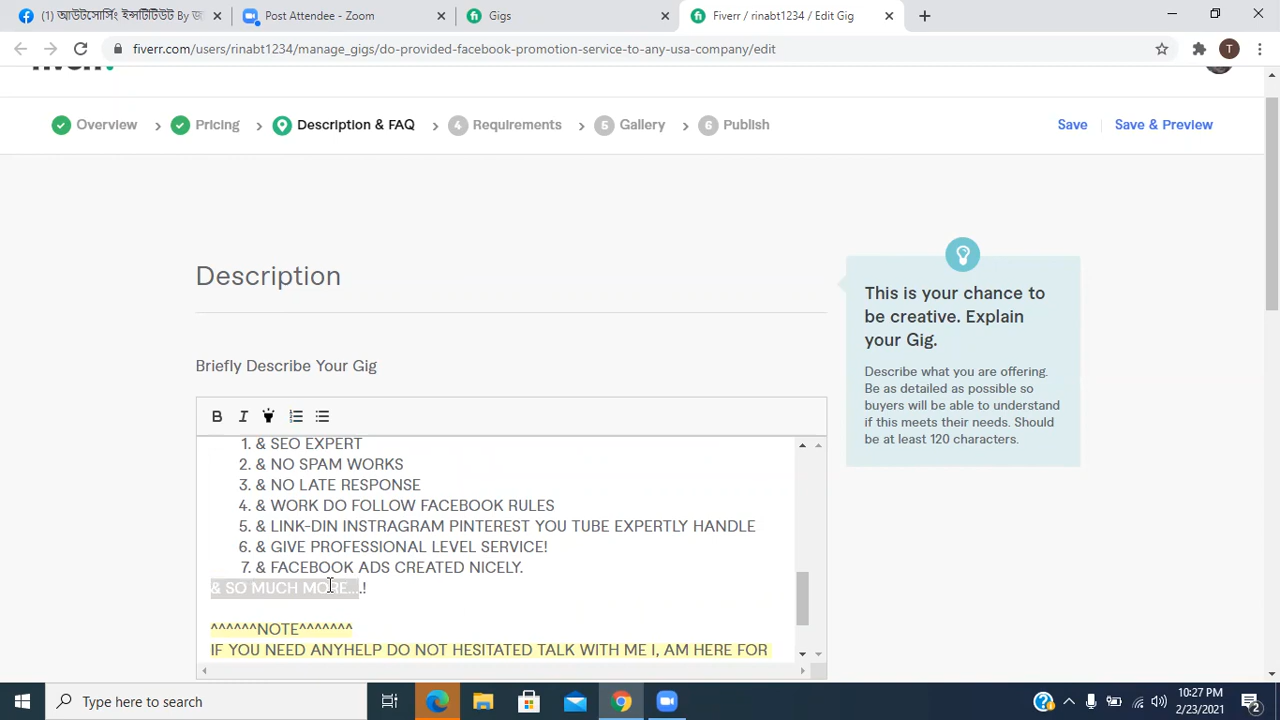 (1) আউটসোর্সিং ইন্সটিটিউট By জ
Post Attendee - Zoom
Gigs
Fiverr / rinabt1234 / Edit Gig
fiverr.com/users/rinabt1234/manage_gigs/do-provided-facebook-promotion-service-to-any-usa-company/edit
T
fiverr.
Overview
Pricing
Description & FAQ
4 Requirements
5 Gallery
6 Publish
Save
Save & Preview
Description
This is your chance to
be creative. Explain
your Gig.
Briefly Describe Your Gig
Describe what you are offering.
Be as detailed as possible so
buyers will be able to understand
if this meets their needs. Should
be at least 120 characters.
B I
1. & SEO EXPERT
2. & NO SPAM WORKS
3. & NO LATE RESPONSE
4. & WORK DO FOLLOW FACEBOOK RULES
5. & LINK-DIN INSTRAGRAM PINTEREST YOU TUBE EXPERTLY HANDLE
6. & GIVE PROFESSIONAL LEVEL SERVICE!
7. & FACEBOOK ADS CREATED NICELY.
& SO MUCH MORE....!
^^^^^^NOTE^^^^^^^
IF YOU NEED ANYHELP DO NOT HESITATED TALK WITH ME I, AM HERE FOR
Type here to search
10:27 PM
2/23/2021
2